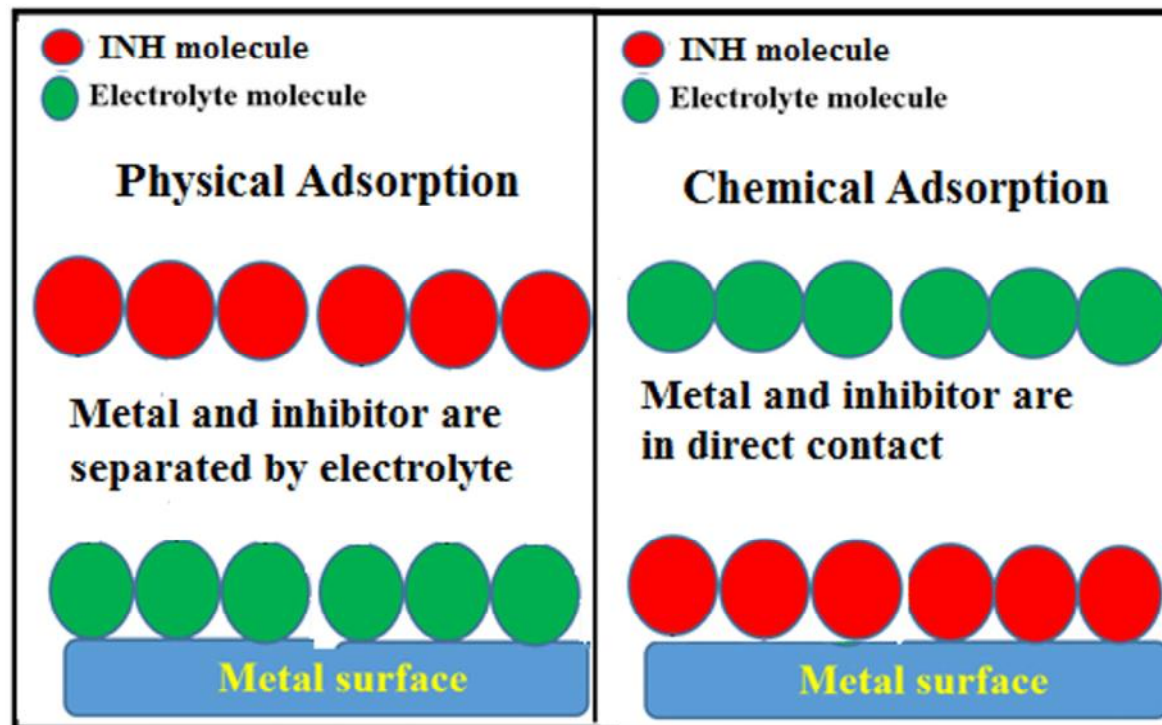 INH molecule
Electrolyte molecule
Physical Adsorption
Metal and inhibitor are
separated by electrolyte
Metal surface
INH molecule
Electrolyte molecule
Chemical Adsorption
Metal and inhibitor are
in direct contact
Metal surface